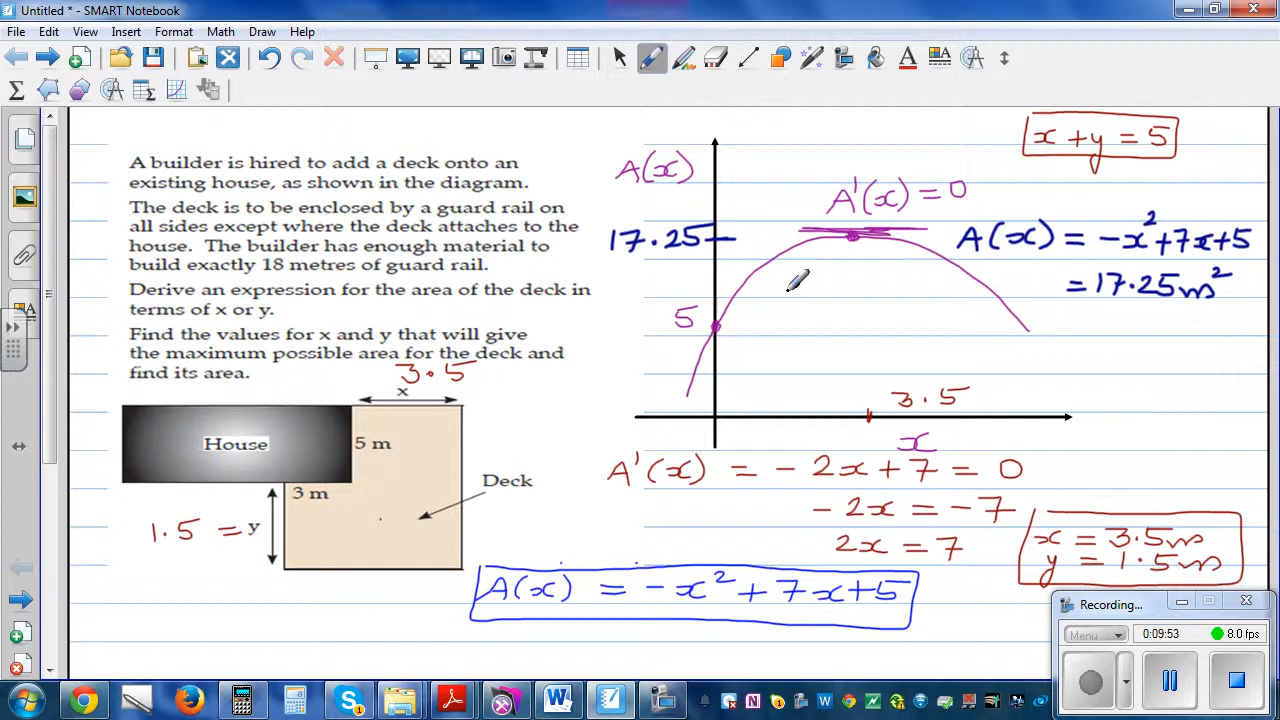 Untitled * - SMART Notebook
File Edit View Insert Format Math Draw Help
A builder is hired to add a deck onto an
existing house, as shown in the diagram.
The deck is to be enclosed by a guard rail on
all sides except where the deck attaches to the
house. The builder has enough material to
build exactly 18 metres of guard rail.
Derive an expression for the area of the deck in
terms of x or y.
Find the values for x and y that will give
the maximum possible area for the deck and
find its area.
3.5
x
House
5 m
3 m
Deck
1.5 = y
x + y = 5
A(x)
A'(x) = 0
17.25
A(x) = -x² + 7x + 5
= 17.25 m²
5
3.5
x
A'(x) = - 2x + 7 = 0
- 2x = - 7
2x = 7
x = 3.5m
y = 1.5m
A(x) = -x² + 7x + 5
Recording...
Menu
0:09:53
8.0 fps